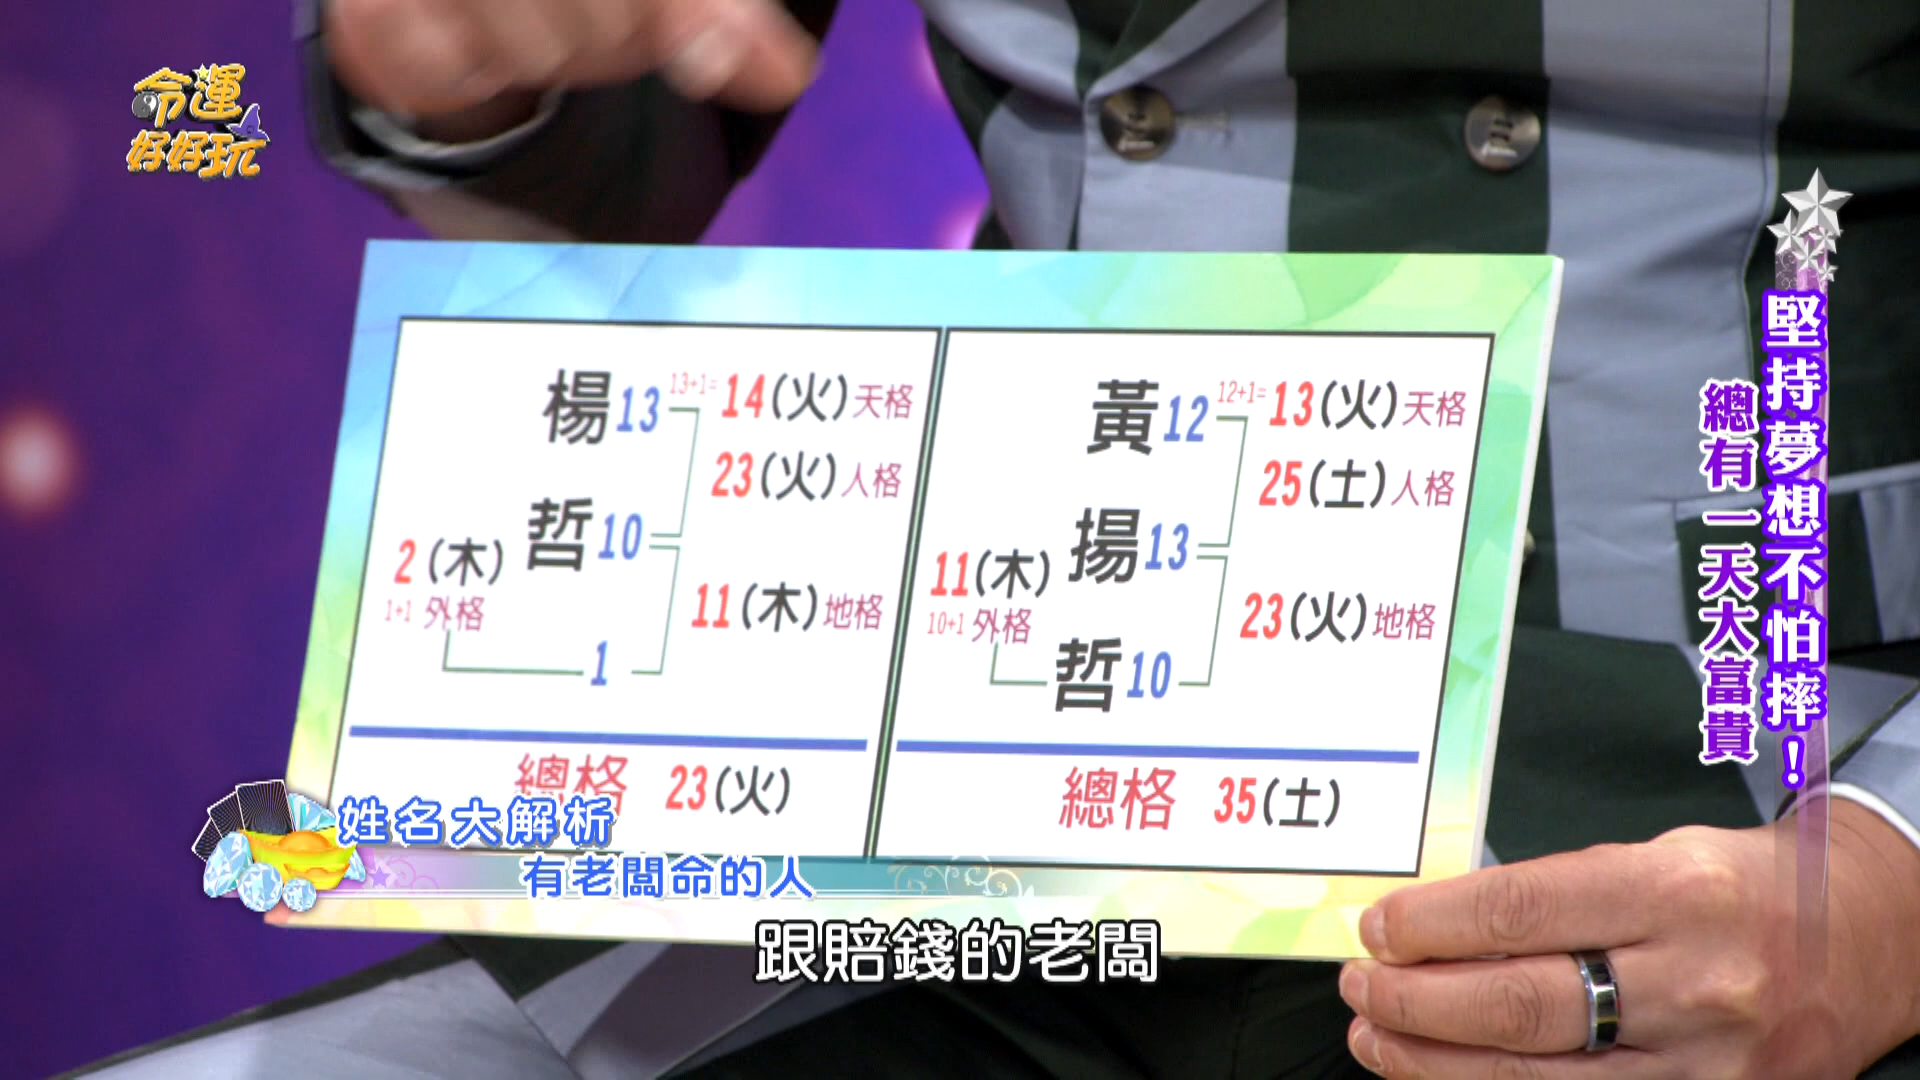 命運
好好玩
堅持夢想不怕摔！
總有一天大富貴
楊13
13+1=14(火)天格
23(火)人格
哲10
2(木)
1+1 外格
11(木)地格
1
總格 23(火)
黃12
12+1=13(火)天格
25(土)人格
揚13
11(木)
10+1 外格
23(火)地格
哲10
總格 35(土)
姓名大解析
有老闆命的人
跟賠錢的老闆